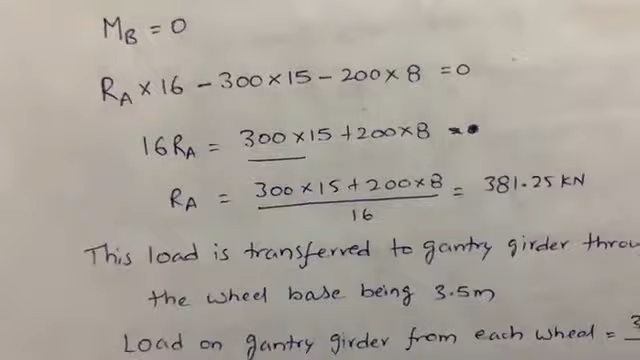 M_B = 0
R_A × 16 − 300×15 − 200×8 = 0
16R_A = 300×15 + 200×8
R_A = 300×15 + 200×8 / 16 = 381.25 KN
This load is transferred to gantry girder throu
the wheel base being 3.5m
Load on gantry girder from each wheel = 3